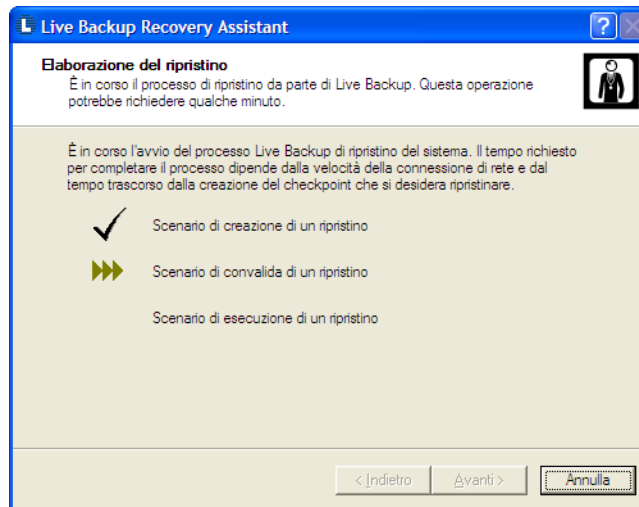 Live Backup Recovery Assistant
Elaborazione del ripristino
È in corso il processo di ripristino da parte di Live Backup. Questa operazione
potrebbe richiedere qualche minuto.
È in corso l'avvio del processo Live Backup di ripristino del sistema. Il tempo richiesto
per completare il processo dipende dalla velocità della connessione di rete e dal
tempo trascorso dalla creazione del checkpoint che si desidera ripristinare.
Scenario di creazione di un ripristino
Scenario di convalida di un ripristino
Scenario di esecuzione di un ripristino
< Indietro Avanti > Annulla